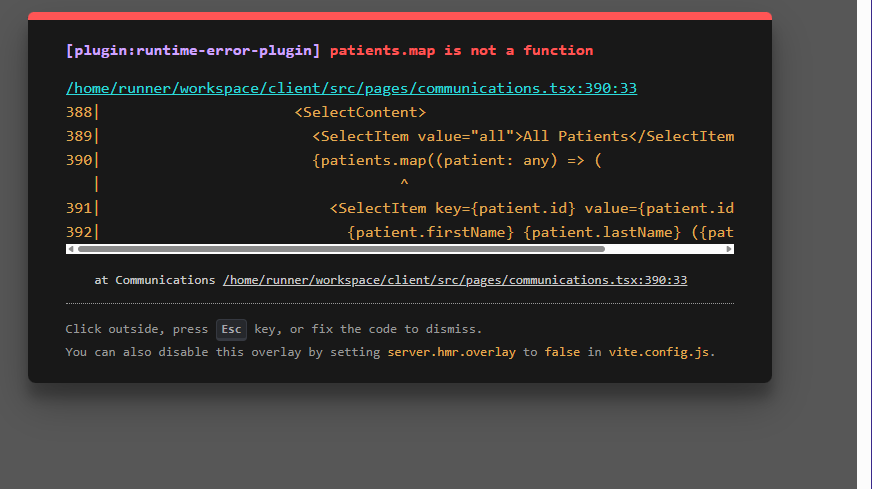 [plugin:runtime-error-plugin] patients.map is not a function
/home/runner/workspace/client/src/pages/communications.tsx:390:33
388|                      <SelectContent>
389|                        <SelectItem value="all">All Patients</SelectItem
390|                        {patients.map((patient: any) => (
   |                                  ^
391|                          <SelectItem key={patient.id} value={patient.id
392|                            {patient.firstName} {patient.lastName} ({pat
at Communications /home/runner/workspace/client/src/pages/communications.tsx:390:33
Click outside, press Esc key, or fix the code to dismiss.
You can also disable this overlay by setting server.hmr.overlay to false in vite.config.js.